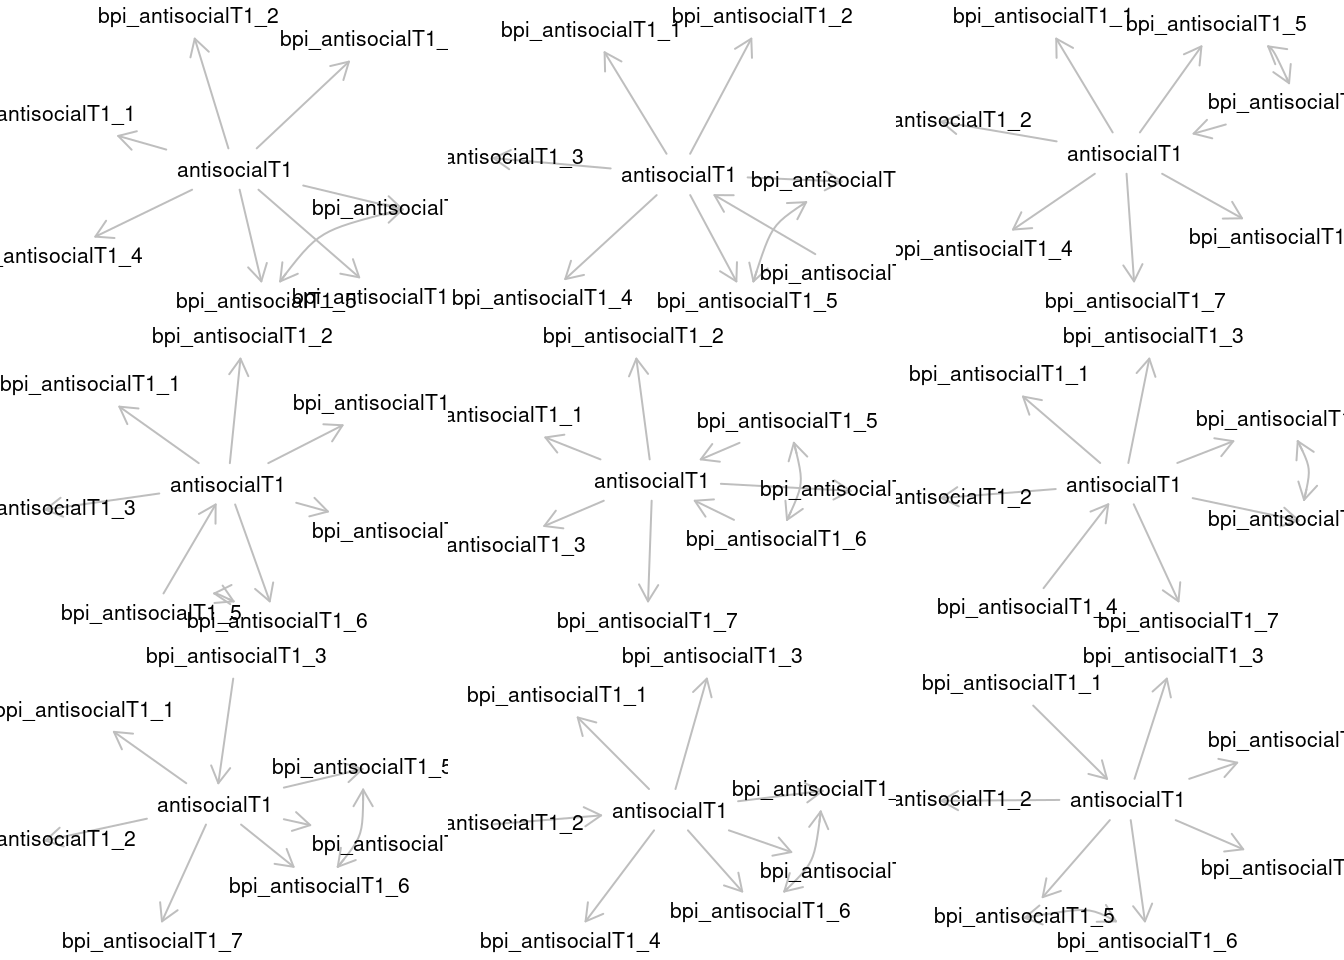 bpi_antisocialT1_2
bpi_antisocialT1_
antisocialT1_1
antisocialT1
bpi_antisocialT
_antisocialT1_4
bpi_antisocialT1_5
bpi_antisocialT1
bpi_antisocialT1_2
bpi_antisocialT1_1
antisocialT1_3
antisocialT1
bpi_antisocialT
bpi_antisocialT
bpi_antisocialT1_4
bpi_antisocialT1_5
bpi_antisocialT1_1
bpi_antisocialT1_5
bpi_antisocialT
antisocialT1_2
antisocialT1
bpi_antisocialT1
bpi_antisocialT1_4
bpi_antisocialT1_7
bpi_antisocialT1_2
bpi_antisocialT1_1
bpi_antisocialT1
antisocialT1
antisocialT1_3
bpi_antisocialT
bpi_antisocialT1_5
bpi_antisocialT1_6
bpi_antisocialT1_2
antisocialT1_1
bpi_antisocialT1_5
antisocialT1
bpi_antisocialT
bpi_antisocialT1_6
antisocialT1_3
bpi_antisocialT1_7
bpi_antisocialT1_3
bpi_antisocialT1_1
bpi_antisocialT1
antisocialT1
antisocialT1_2
bpi_antisocialT
bpi_antisocialT1_4
bpi_antisocialT1_7
bpi_antisocialT1_3
bpi_antisocialT1_1
bpi_antisocialT1_5
antisocialT1
antisocialT1_2
bpi_antisocialT
bpi_antisocialT1_6
bpi_antisocialT1_7
bpi_antisocialT1_3
bpi_antisocialT1_1
bpi_antisocialT1_
antisocialT1
antisocialT1_2
bpi_antisocialT
bpi_antisocialT1_6
bpi_antisocialT1_4
bpi_antisocialT1_3
bpi_antisocialT1_1
bpi_antisocialT
antisocialT1_2
antisocialT1
bpi_antisocialT
bpi_antisocialT1_5
bpi_antisocialT1_6